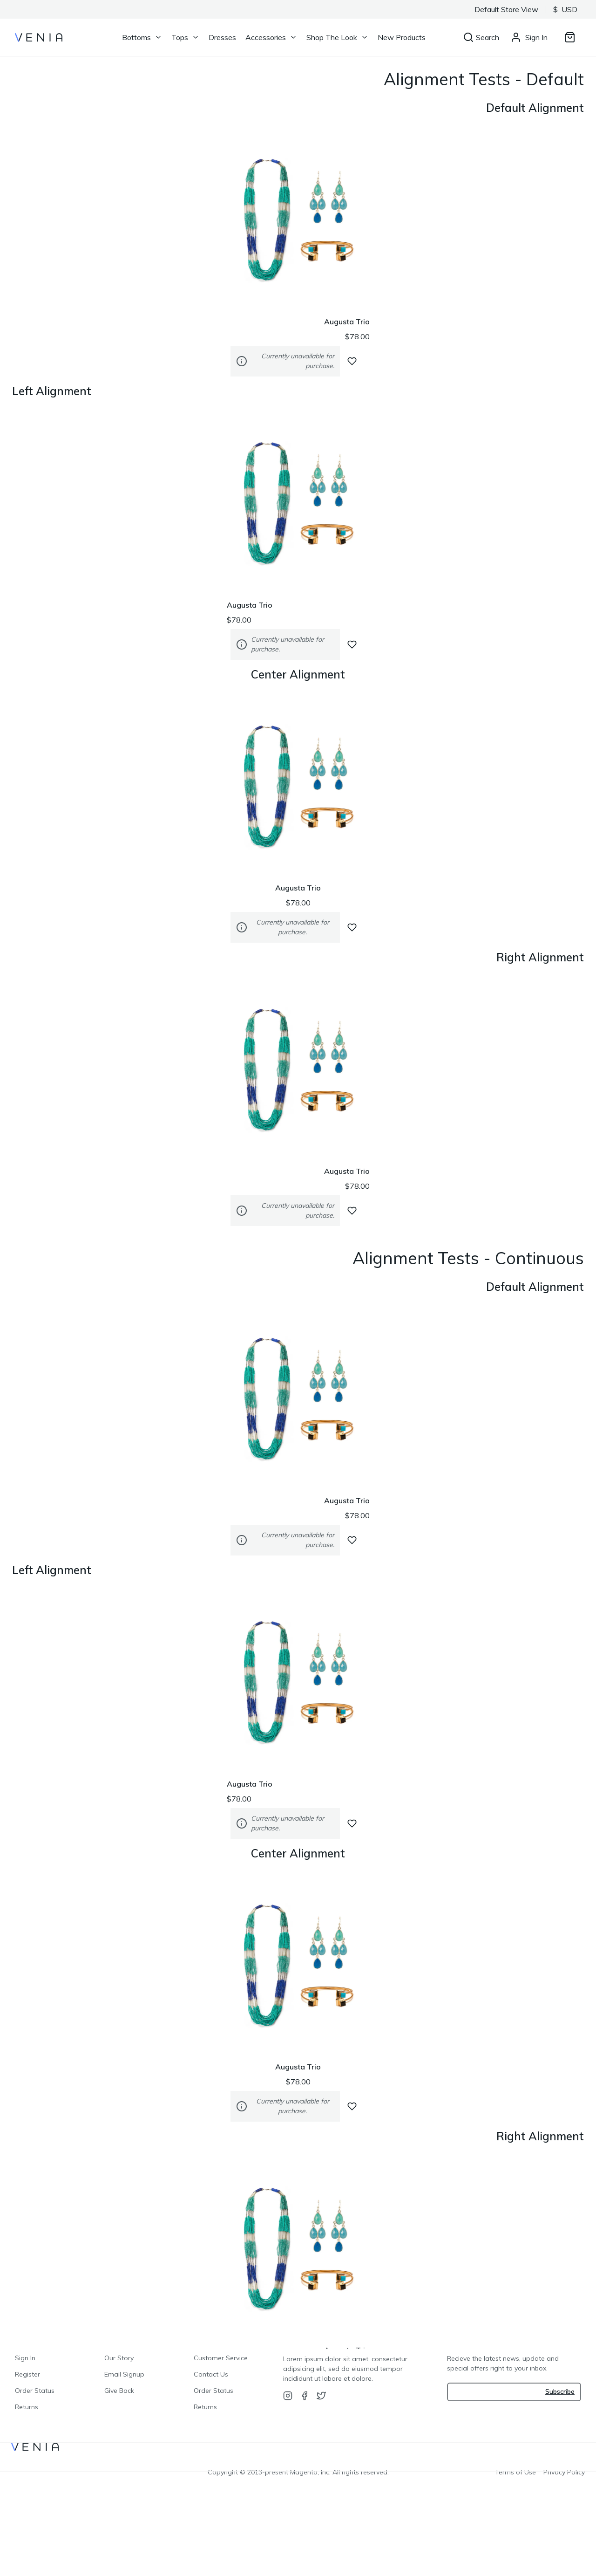 Default Store View $ USD
VENIA Bottoms Tops Dresses Accessories Shop The Look New Products Search Sign In
Alignment Tests - Default
Default Alignment
Augusta Trio
$78.00
Currently unavailable for
purchase.
Left Alignment
Augusta Trio
$78.00
Currently unavailable for
purchase.
Center Alignment
Augusta Trio
$78.00
Currently unavailable for
purchase.
Right Alignment
Augusta Trio
$78.00
Currently unavailable for
purchase.
Alignment Tests - Continuous
Default Alignment
Augusta Trio
$78.00
Currently unavailable for
purchase.
Left Alignment
Augusta Trio
$78.00
Currently unavailable for
purchase.
Center Alignment
Augusta Trio
$78.00
Currently unavailable for
purchase.
Right Alignment
Sign In
Register
Order Status
Returns
Our Story
Email Signup
Give Back
Customer Service
Contact Us
Order Status
Returns
Lorem ipsum dolor sit amet, consectetur
adipsicing elit, sed do eiusmod tempor
incididunt ut labore et dolore.
Recieve the latest news, update and
special offers right to your inbox.
Subscribe
VENIA
Copyright © 2013-present Magento, Inc. All rights reserved.
Terms of Use Privacy Policy